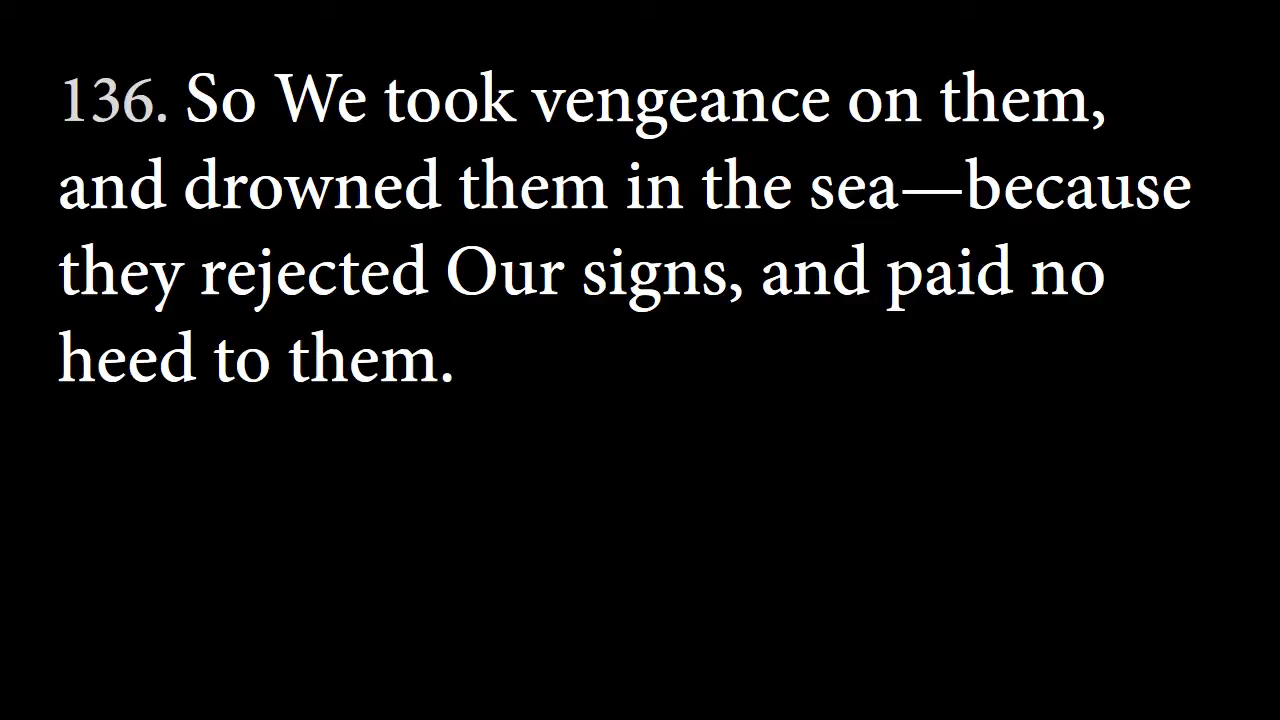 136. So We took vengeance on them,
and drowned them in the sea—because
they rejected Our signs, and paid no
heed to them.